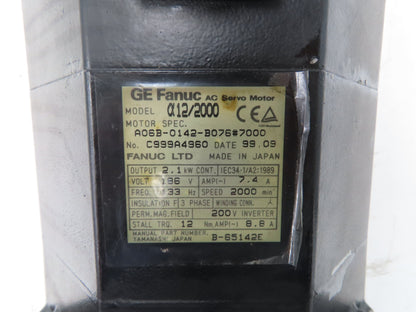 GE Fanuc AC Servo Motor
MODEL α12/2000
MOTOR SPEC.
A06B-0142-B076#7000
No. C999A4960 DATE 99.09
FANUC LTD MADE IN JAPAN
OUTPUT 2.1 kW CONT. IEC34-1/A2:1989
VOLT 136 V AMP(~) 7.4 A
FREQ. 133 Hz SPEED 2000 min⁻¹
INSULATION F 3 PHASE WINDING CONN.
PERM.MAG.FIELD 200V INVERTER
STALL TRQ. 12 AMP(~) 8.8 A
MANUAL PART NUMBER.
YAMANASHI JAPAN B-65142E